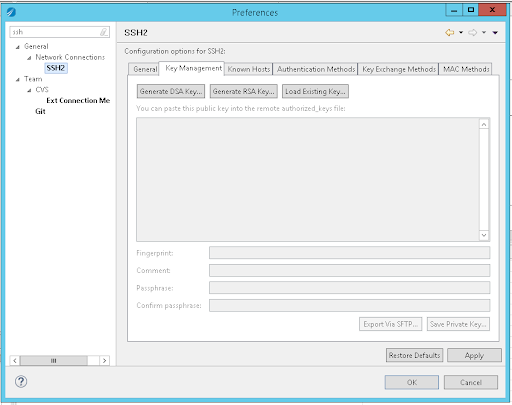 Preferences
ssh
General
Network Connections
SSH2
Team
CVS
Ext Connection Me
Git
SSH2
Configuration options for SSH2:
General Key Management Known Hosts Authentication Methods Key Exchange Methods MAC Methods
Generate DSA Key... Generate RSA Key... Load Existing Key...
You can paste this public key into the remote authorized_keys file:
Fingerprint:
Comment:
Passphrase:
Confirm passphrase:
Export Via SFTP... Save Private Key...
Restore Defaults Apply
OK Cancel